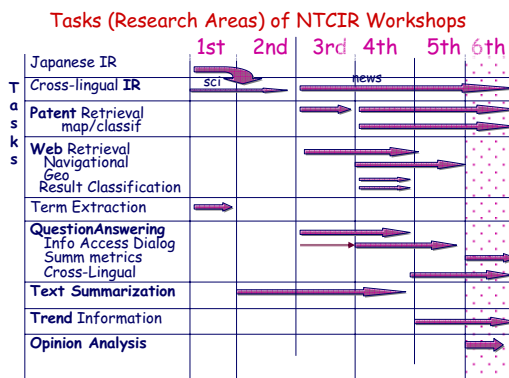 Tasks (Research Areas) of NTCIR Workshops
1st 2nd 3rd 4th 5th 6th
Tasks
Japanese IR
Cross-lingual IR
sci
news
Patent Retrieval
map/classif
Web Retrieval
Navigational
Geo
Result Classification
Term Extraction
QuestionAnswering
Info Access Dialog
Summ metrics
Cross-Lingual
Text Summarization
Trend Information
Opinion Analysis